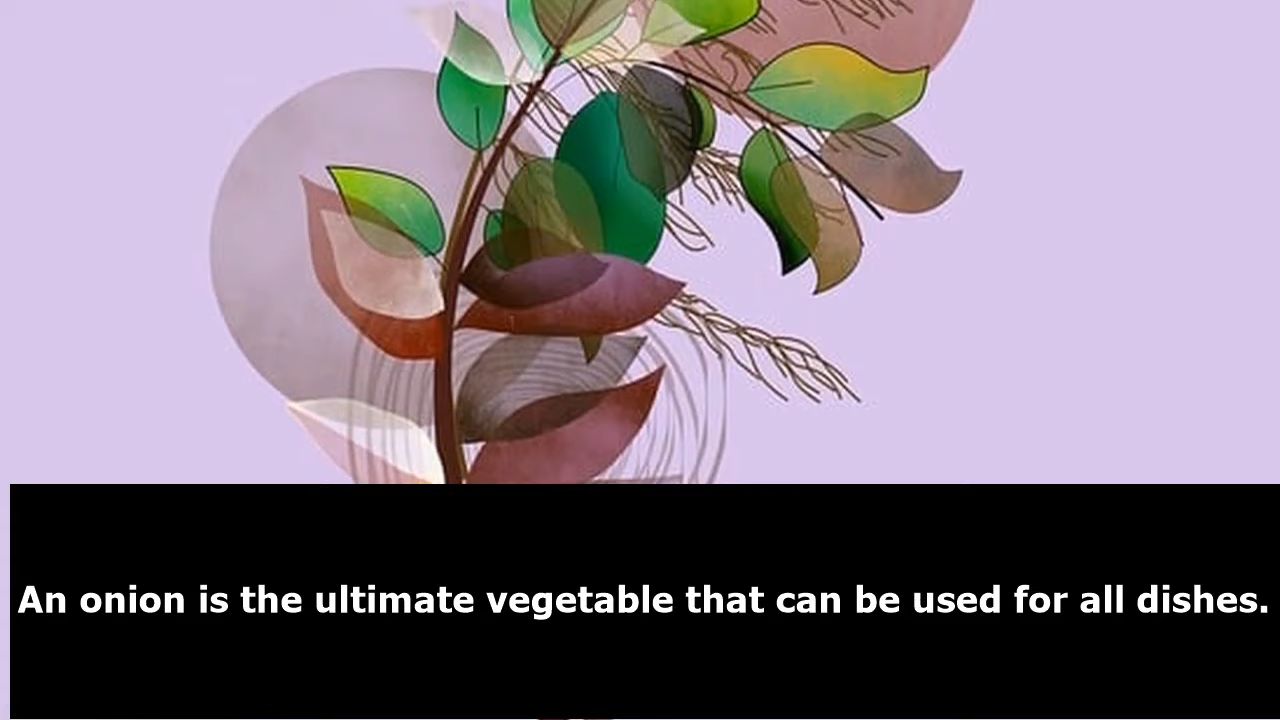 An onion is the ultimate vegetable that can be used for all dishes.